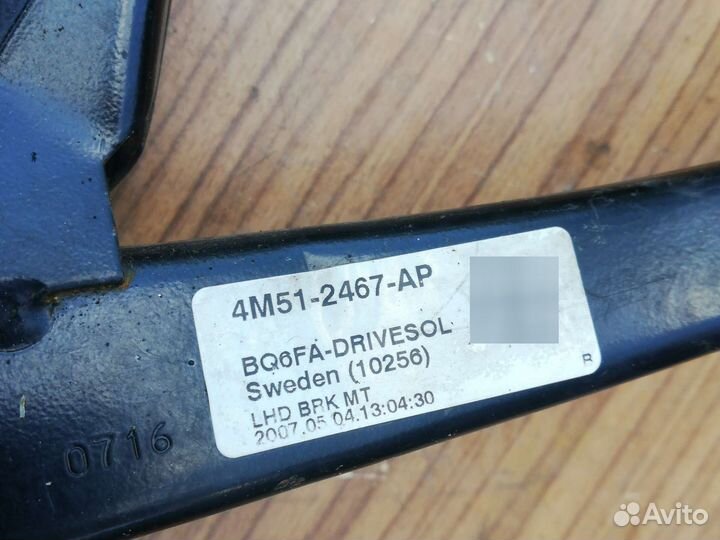 4M51-2467-AP
BQ6FA-DRIVESOL
Sweden (10256)
LHD BRK MT
2007.05.04.13:04:30
R
0716
Avito